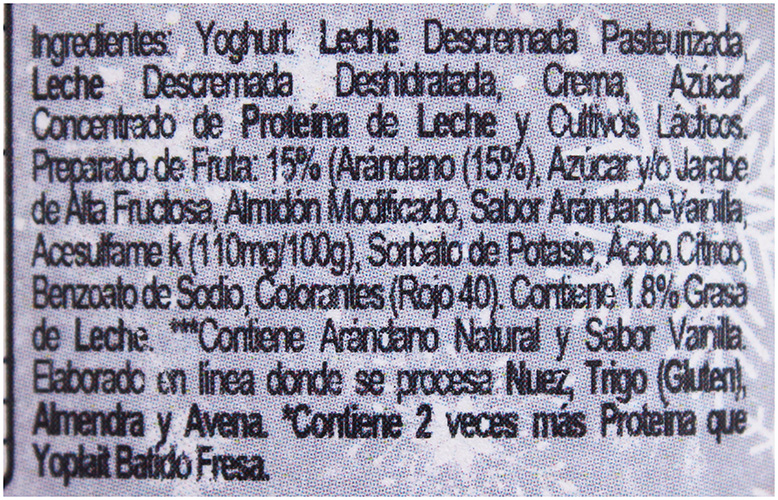 Ingredientes: Yoghurt: Leche Descremada Pasteurizada,
Leche Descremada Deshidratada, Crema, Azúcar,
Concentrado de Proteína de Leche y Cultivos Lácticos.
Preparado de Fruta: 15% (Arándano (15%), Azúcar y/o Jarabe
de Alta Fructosa, Almidón Modificado, Sabor Arándano-Vainilla,
Acesulfame k (110mg/100g), Sorbato de Potasio, Ácido Cítrico,
Benzoato de Sodio, Colorantes (Rojo 40). Contiene 1.8% Grasa
de Leche. ***Contiene Arándano Natural y Sabor Vainilla.
Elaborado en línea donde se procesa Nuez, Trigo (Gluten),
Almendra y Avena. *Contiene 2 veces más Proteína que
Yoplait Batido Fresa.